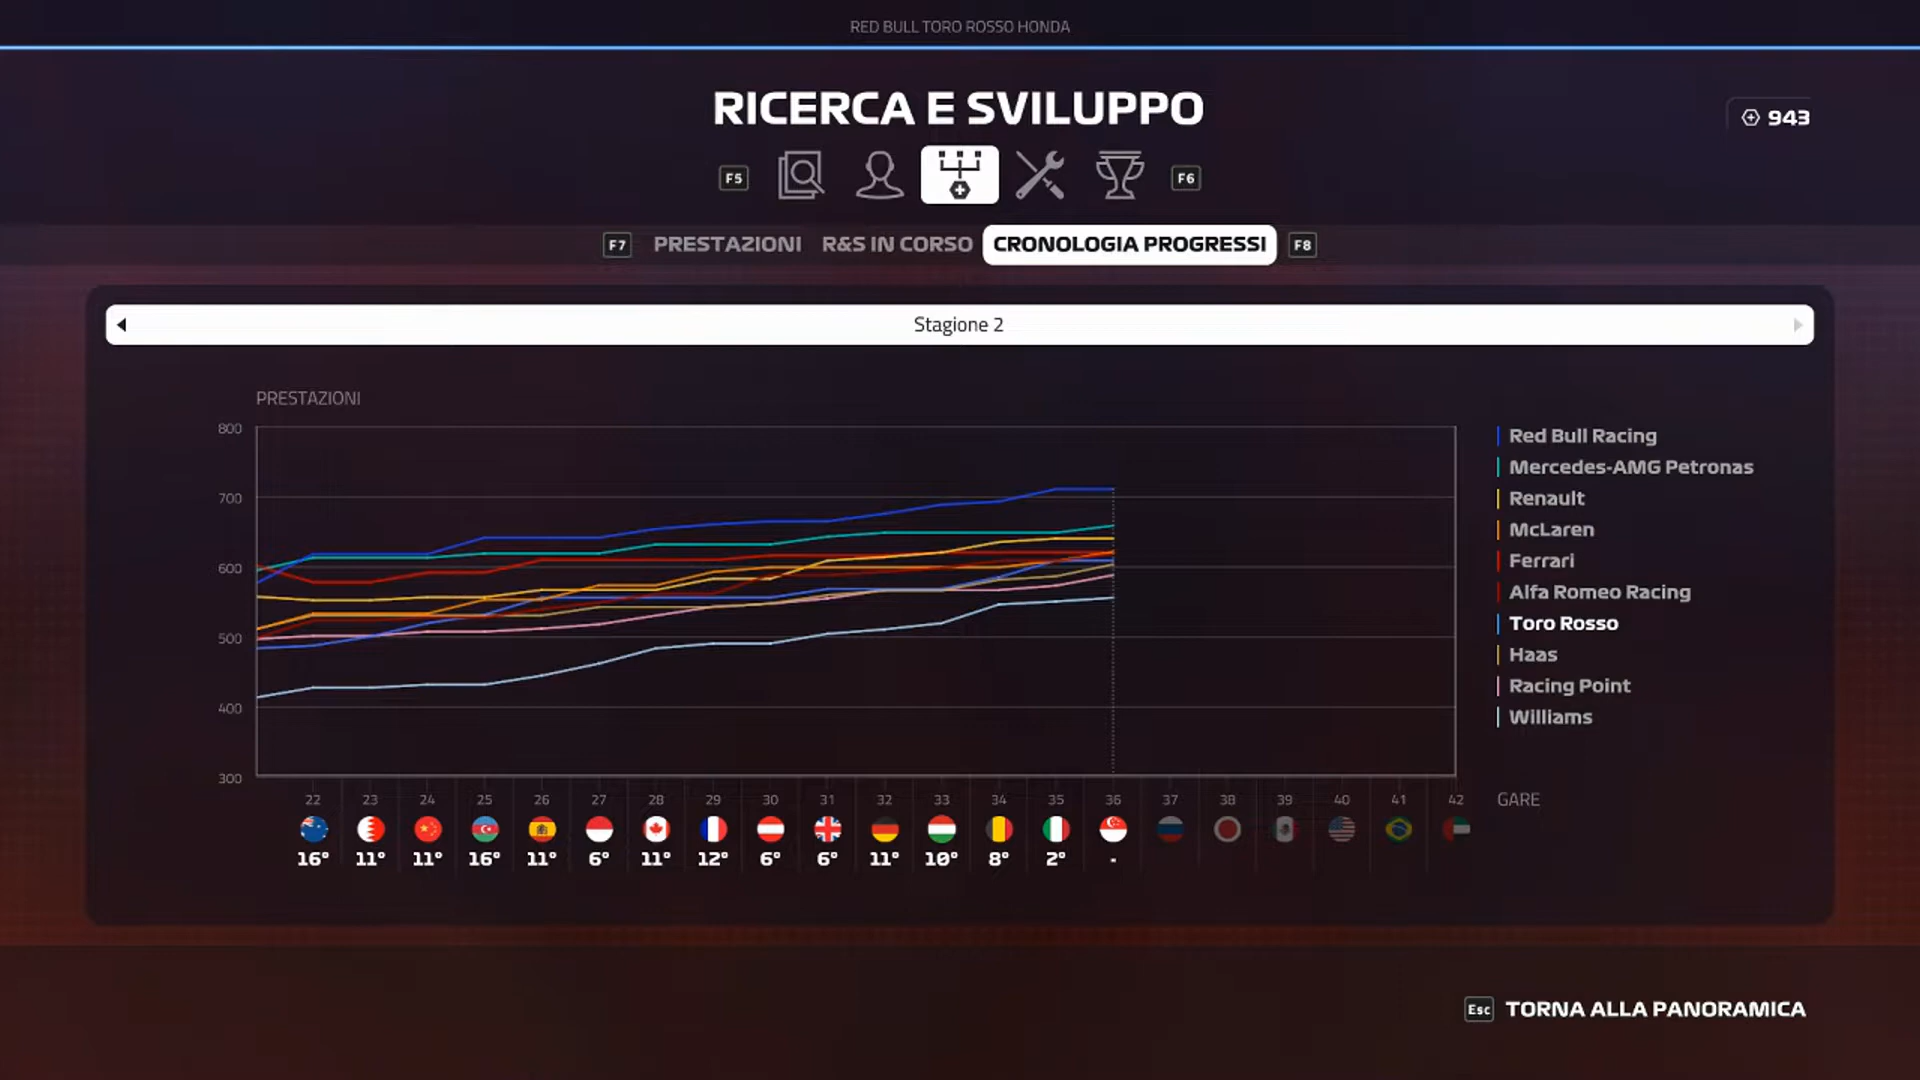 RED BULL TORO ROSSO HONDA
RICERCA E SVILUPPO
943
F5
F6
F7 PRESTAZIONI R&S IN CORSO CRONOLOGIA PROGRESSI F8
Stagione 2
PRESTAZIONI
800
700
600
500
400
300
Red Bull Racing
Mercedes-AMG Petronas
Renault
McLaren
Ferrari
Alfa Romeo Racing
Toro Rosso
Haas
Racing Point
Williams
22 23 24 25 26 27 28 29 30 31 32 33 34 35 36 37 38 39 40 41 42 GARE
16° 11° 11° 16° 11° 6° 11° 12° 6° 6° 11° 10° 8° 2° -
Esc TORNA ALLA PANORAMICA